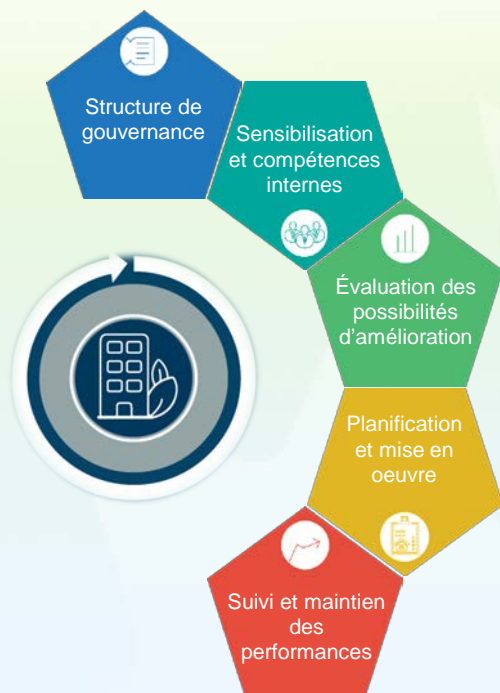 Structure de
gouvernance
Sensibilisation
et compétences
internes
Évaluation des
possibilités
d'amélioration
Planification
et mise en
oeuvre
Suivi et maintien
des
performances